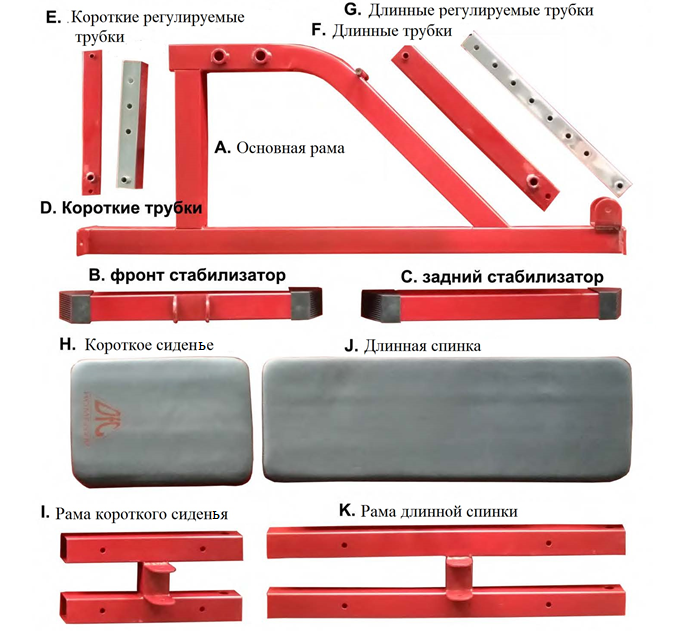 E. Короткие регулируемые
трубки
G. Длинные регулируемые трубки
F. Длинные трубки
A. Основная рама
D. Короткие трубки
B. фронт стабилизатор
C. задний стабилизатор
H. Короткое сиденье
J. Длинная спинка
I. Рама короткого сиденья
K. Рама длинной спинки